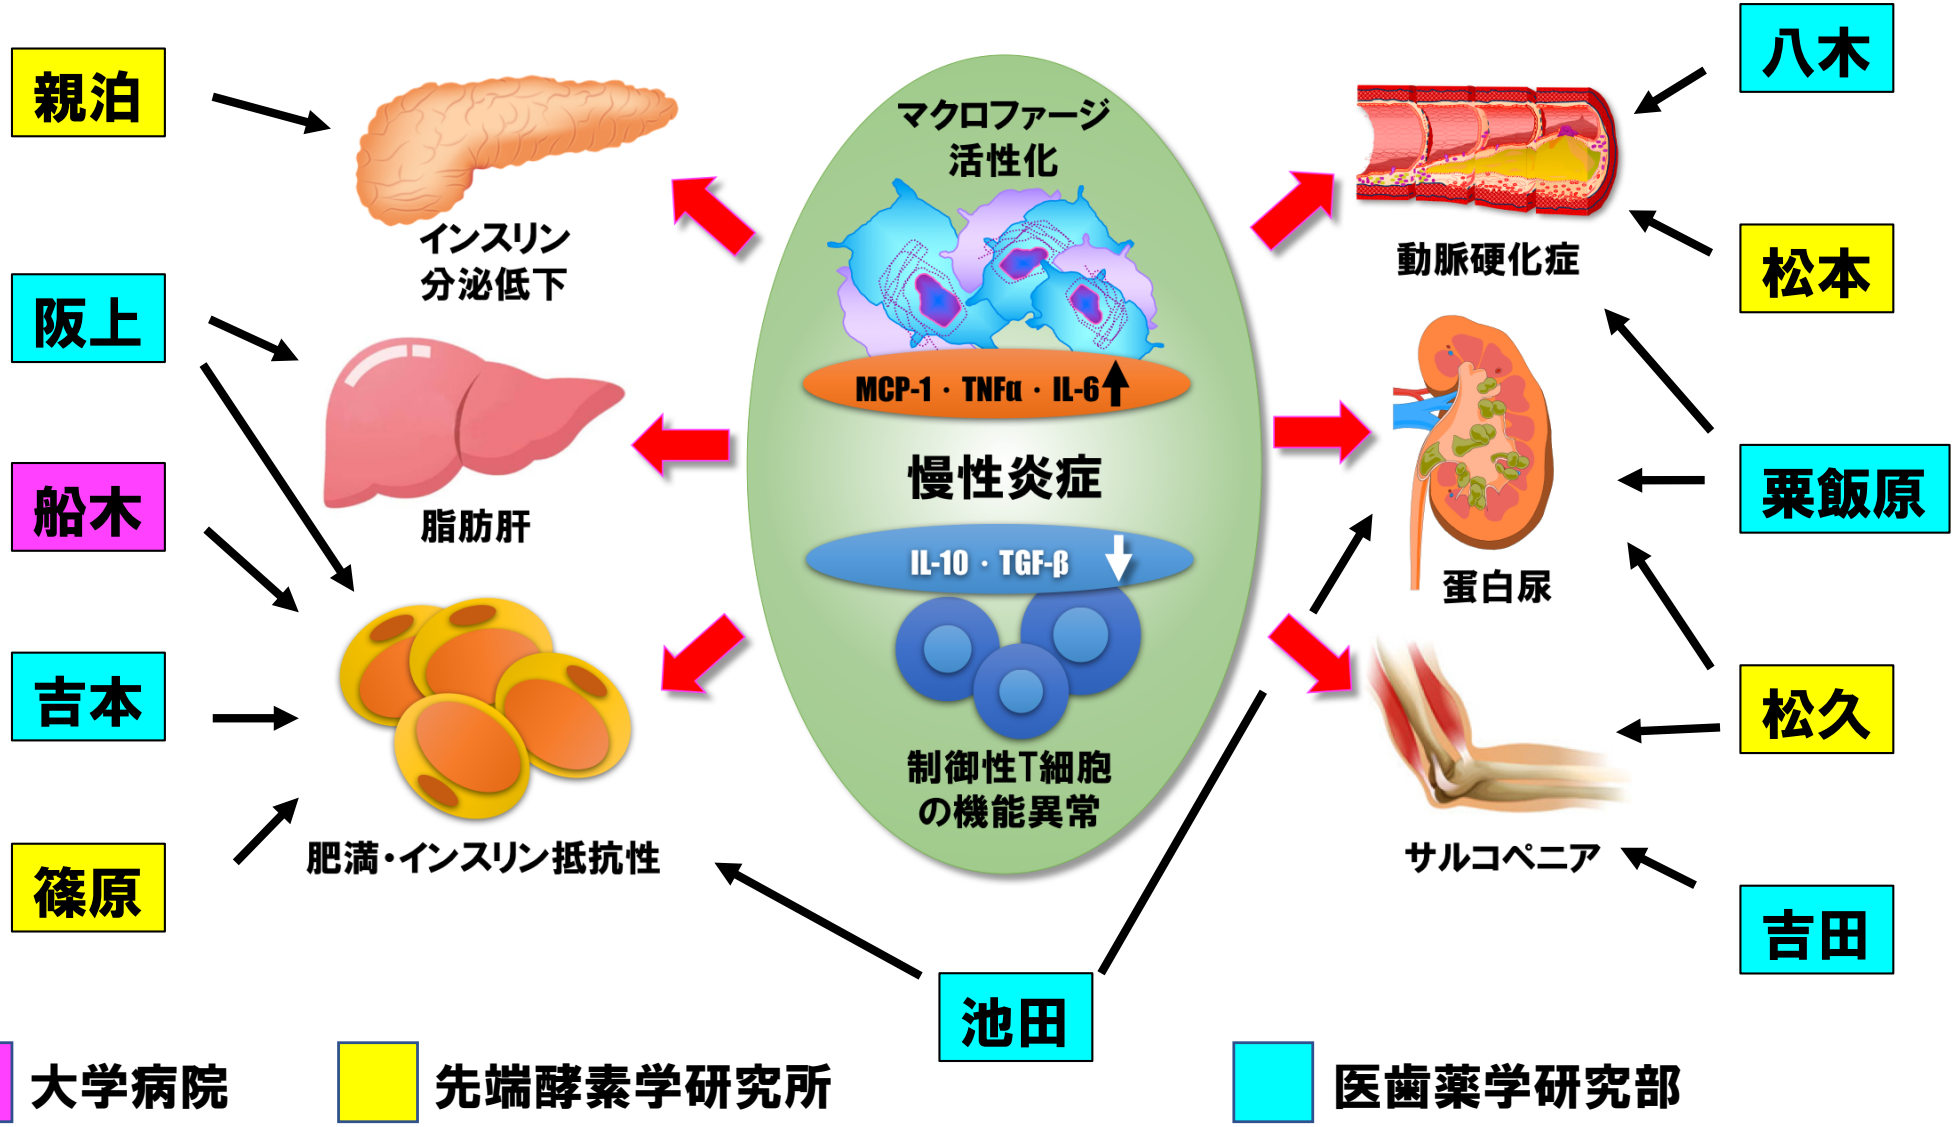 親泊
阪上
船木
吉本
篠原
インスリン
分泌低下
脂肪肝
肥満・インスリン抵抗性
マクロファージ
活性化
MCP-1・TNFα・IL-6
慢性炎症
IL-10・TGF-β
制御性T細胞
の機能異常
動脈硬化症
蛋白尿
サルコペニア
八木
松本
粟飯原
松久
吉田
池田
大学病院
先端酵素学研究所
医歯薬学研究部